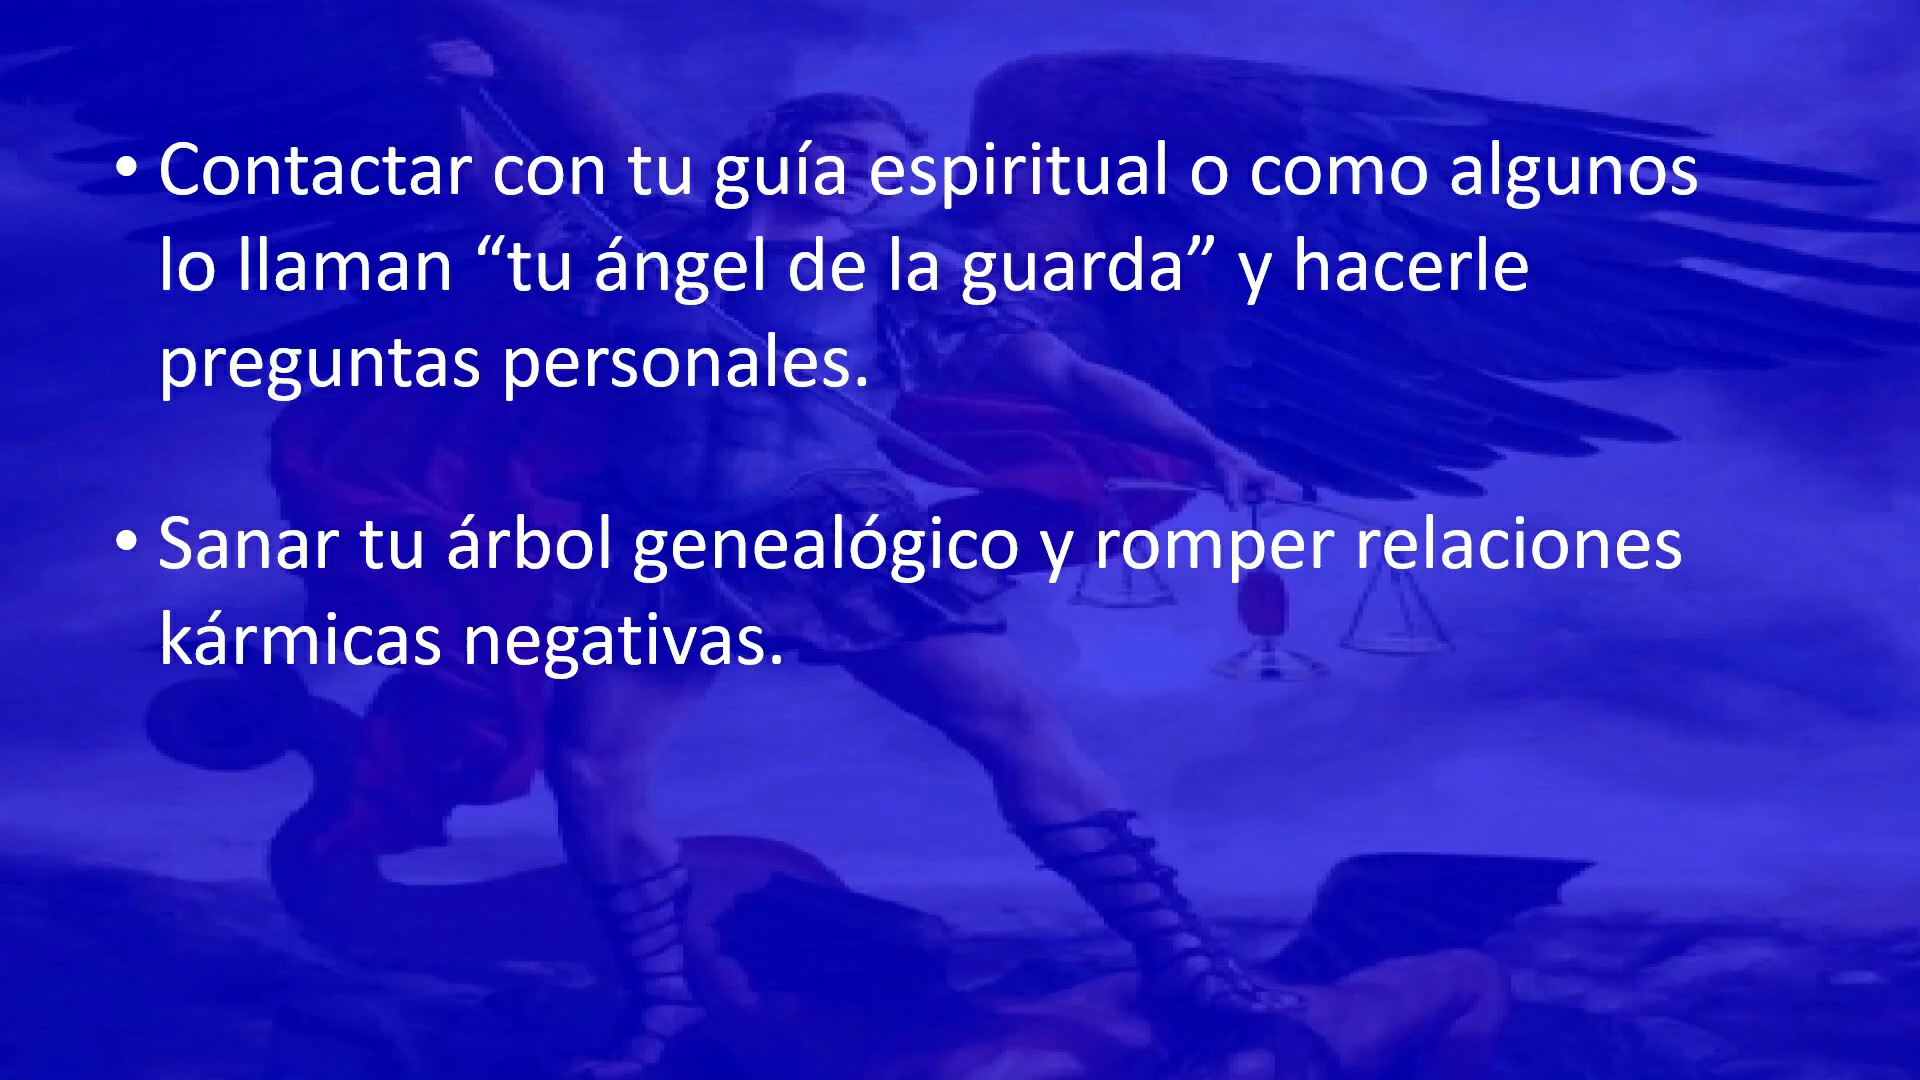 • Contactar con tu guía espiritual o como algunos
lo llaman “tu ángel de la guarda” y hacerle
preguntas personales.
• Sanar tu árbol genealógico y romper relaciones
kármicas negativas.